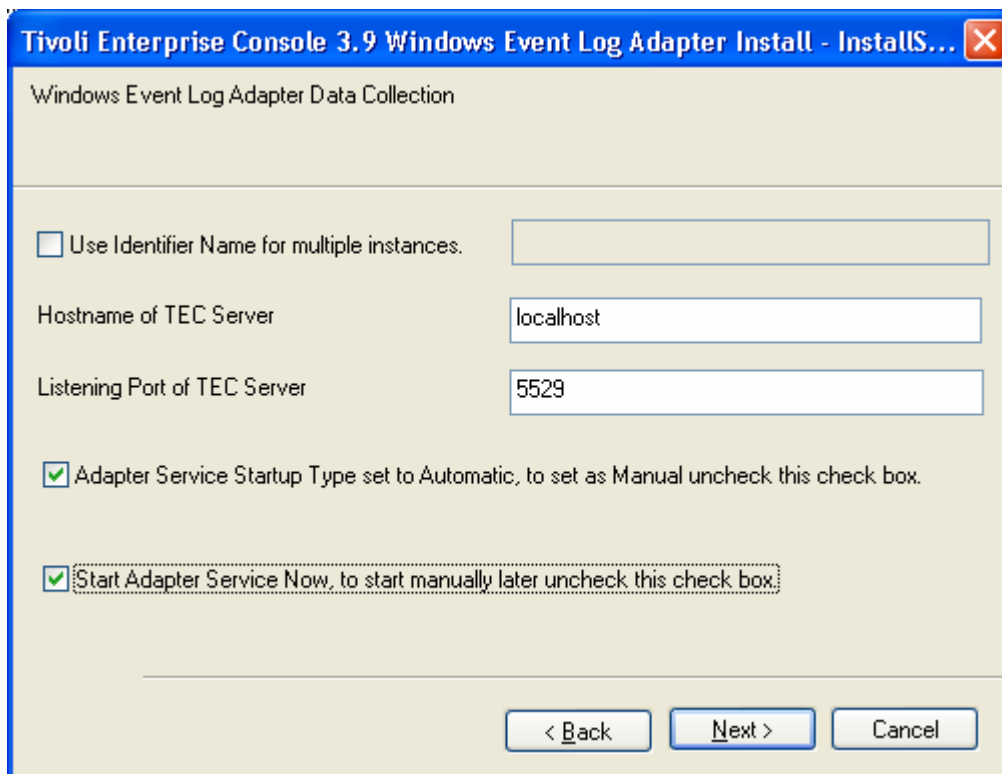 Tivoli Enterprise Console 3.9 Windows Event Log Adapter Install - InstallS...
Windows Event Log Adapter Data Collection
Use Identifier Name for multiple instances.
Hostname of TEC Server
localhost
Listening Port of TEC Server
5529
Adapter Service Startup Type set to Automatic, to set as Manual uncheck this check box.
Start Adapter Service Now, to start manually later uncheck this check box.
< Back
Next >
Cancel